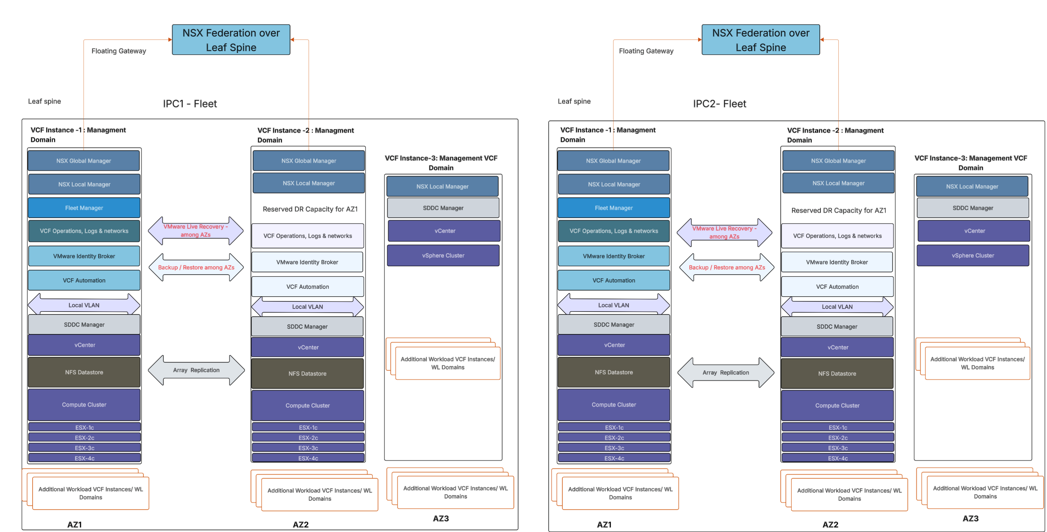 NSX Federation over
Leaf Spine
Floating Gateway
Leaf spine
IPC1 - Fleet
VCF Instance -1 : Managment
Domain
NSX Global Manager
NSX Local Manager
Fleet Manager
VCF Operations, Logs & networks
VMware Identity Broker
VCF Automation
Local VLAN
SDDC Manager
vCenter
NFS Datastore
Compute Cluster
ESX-1c
ESX-2c
ESX-3c
ESX-4c
Additional Workload VCF Instances/ WL
Domains
AZ1
VMware Live Recovery -
among AZs
Backup / Restore among AZs
Array Replication
VCF Instance -2 : Managment
Domain
NSX Global Manager
NSX Local Manager
Reserved DR Capacity for AZ1
VCF Operations, Logs & networks
VMware Identity Broker
VCF Automation
Local VLAN
SDDC Manager
vCenter
NFS Datastore
Compute Cluster
ESX-1c
ESX-2c
ESX-3c
ESX-4c
Additional Workload VCF Instances/ WL
Domains
AZ2
VCF Instance-3: Management VCF
Domain
NSX Local Manager
SDDC Manager
vCenter
vSphere Cluster
Additional Workload VCF Instances/
WL Domains
Additional Workload VCF Instances/ WL
Domains
AZ3
NSX Federation over
Leaf Spine
Floating Gateway
Leaf spine
IPC2- Fleet
VCF Instance -1 : Managment
Domain
NSX Global Manager
NSX Local Manager
Fleet Manager
VCF Operations, Logs & networks
VMware Identity Broker
VCF Automation
Local VLAN
SDDC Manager
vCenter
NFS Datastore
Compute Cluster
ESX-1c
ESX-2c
ESX-3c
ESX-4c
Additional Workload VCF Instances/ WL
Domains
AZ1
VMware Live Recovery -
among AZs
Backup / Restore among AZs
Array Replication
VCF Instance -2 : Managment
Domain
NSX Global Manager
NSX Local Manager
Reserved DR Capacity for AZ1
VCF Operations, Logs & networks
VMware Identity Broker
VCF Automation
Local VLAN
SDDC Manager
vCenter
NFS Datastore
Compute Cluster
ESX-1c
ESX-2c
ESX-3c
ESX-4c
Additional Workload VCF Instances/ WL
Domains
AZ2
VCF Instance-3: Management VCF
Domain
NSX Local Manager
SDDC Manager
vCenter
vSphere Cluster
Additional Workload VCF Instances/
WL Domains
Additional Workload VCF Instances/ WL
Domains
AZ3